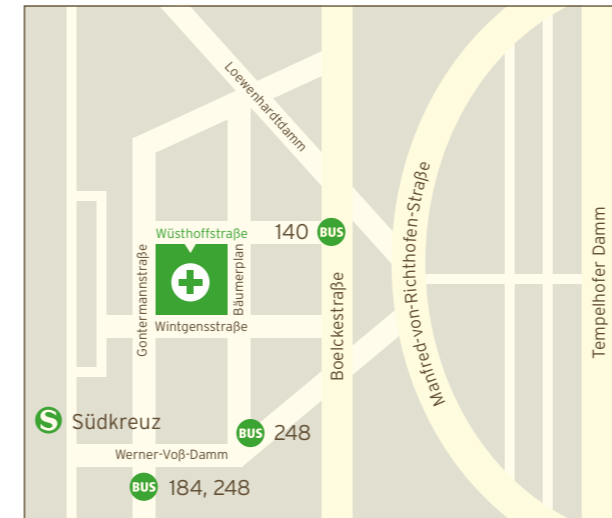 Loewenhardtdamm
Wüsthoffstraße
140 BUS
Gontermannstraße
Bäumerplan
Wintgensstraße
Boelckestraße
Manfred-von-Richthofen-Straße
Tempelhofer Damm
S Südkreuz
BUS 248
Werner-Voß-Damm
BUS 184, 248